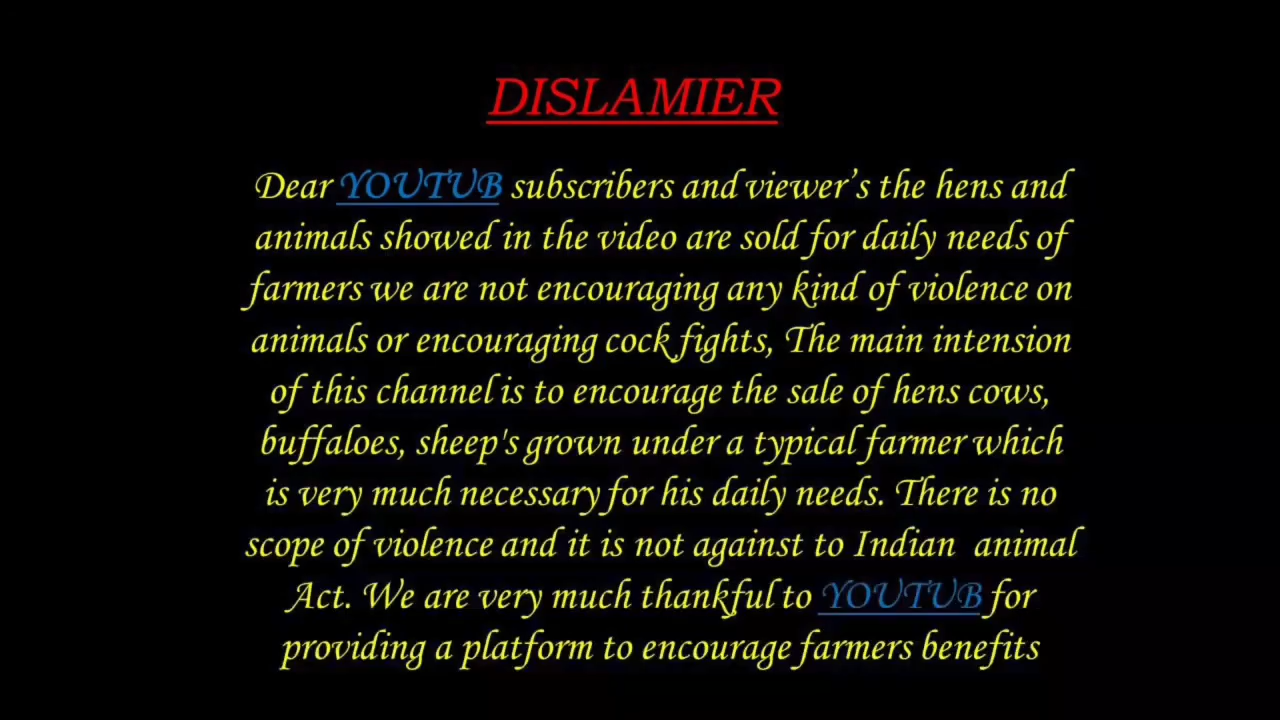 DISLAMIER
Dear YOUTUB subscribers and viewer’s the hens and
animals showed in the video are sold for daily needs of
farmers we are not encouraging any kind of violence on
animals or encouraging cock fights, The main intension
of this channel is to encourage the sale of hens cows,
buffaloes, sheep's grown under a typical farmer which
is very much necessary for his daily needs. There is no
scope of violence and it is not against to Indian animal
Act. We are very much thankful to YOUTUB for
providing a platform to encourage farmers benefits